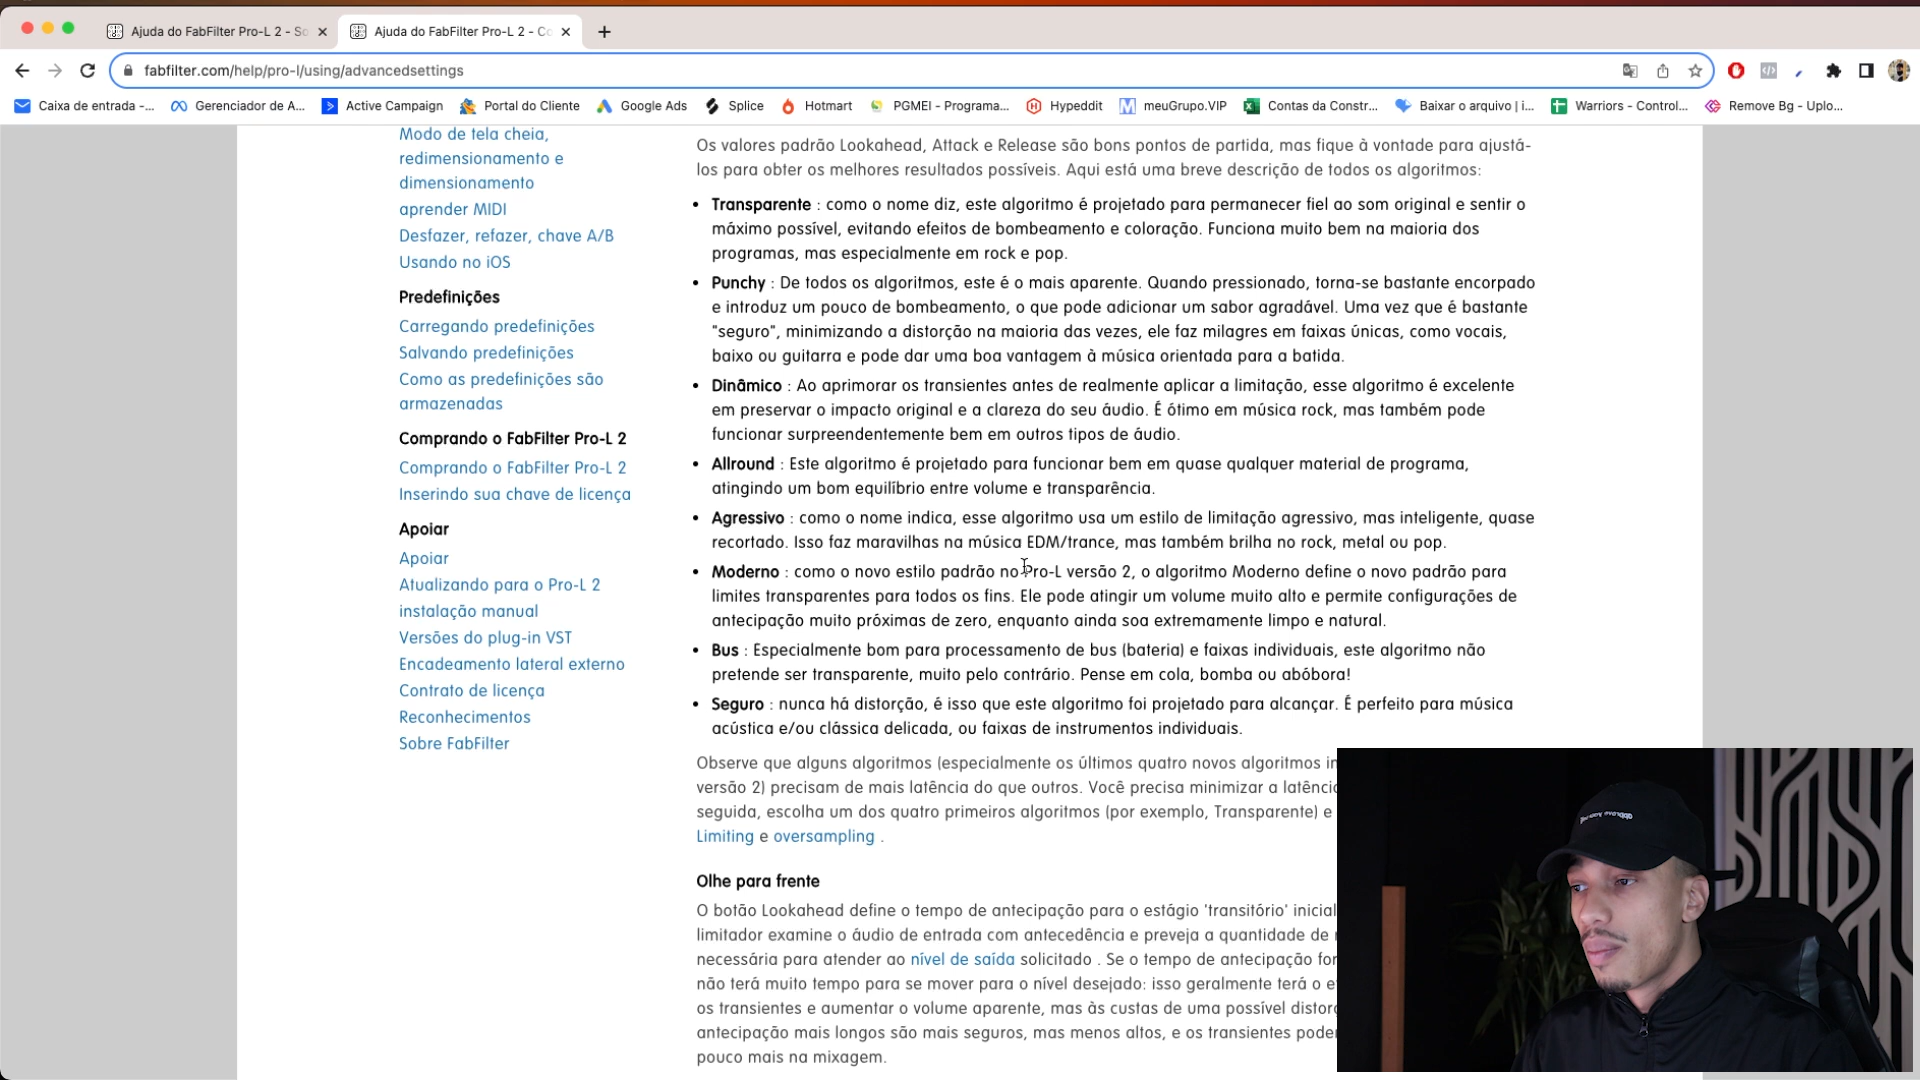 Ajuda do FabFilter Pro-L 2 - So
Ajuda do FabFilter Pro-L 2 - Co
fabfilter.com/help/pro-l/using/advancedsettings
Caixa de entrada -...
Gerenciador de A...
Active Campaign
Portal do Cliente
Google Ads
Splice
Hotmart
PGMEI - Programa...
Hypeddit
meuGrupo.VIP
Contas da Constr...
Baixar o arquivo | i...
Warriors - Control...
Remove Bg - Uplo...
Modo de tela cheia,
redimensionamento e
dimensionamento
aprender MIDI
Desfazer, refazer, chave A/B
Usando no iOS
Predefinições
Carregando predefinições
Salvando predefinições
Como as predefinições são
armazenadas
Comprando o FabFilter Pro-L 2
Comprando o FabFilter Pro-L 2
Inserindo sua chave de licença
Apoiar
Apoiar
Atualizando para o Pro-L 2
instalação manual
Versões do plug-in VST
Encadeamento lateral externo
Contrato de licença
Reconhecimentos
Sobre FabFilter
Os valores padrão Lookahead, Attack e Release são bons pontos de partida, mas fique à vontade para ajustá-
los para obter os melhores resultados possíveis. Aqui está uma breve descrição de todos os algoritmos:
• Transparente : como o nome diz, este algoritmo é projetado para permanecer fiel ao som original e sentir o
máximo possível, evitando efeitos de bombeamento e coloração. Funciona muito bem na maioria dos
programas, mas especialmente em rock e pop.
• Punchy : De todos os algoritmos, este é o mais aparente. Quando pressionado, torna-se bastante encorpado
e introduz um pouco de bombeamento, o que pode adicionar um sabor agradável. Uma vez que é bastante
"seguro", minimizando a distorção na maioria das vezes, ele faz milagres em faixas únicas, como vocais,
baixo ou guitarra e pode dar uma boa vantagem à música orientada para a batida.
• Dinâmico : Ao aprimorar os transientes antes de realmente aplicar a limitação, esse algoritmo é excelente
em preservar o impacto original e a clareza do seu áudio. É ótimo em música rock, mas também pode
funcionar surpreendentemente bem em outros tipos de áudio.
• Allround : Este algoritmo é projetado para funcionar bem em quase qualquer material de programa,
atingindo um bom equilíbrio entre volume e transparência.
• Agressivo : como o nome indica, esse algoritmo usa um estilo de limitação agressivo, mas inteligente, quase
recortado. Isso faz maravilhas na música EDM/trance, mas também brilha no rock, metal ou pop.
• Moderno : como o novo estilo padrão no Pro-L versão 2, o algoritmo Moderno define o novo padrão para
limites transparentes para todos os fins. Ele pode atingir um volume muito alto e permite configurações de
antecipação muito próximas de zero, enquanto ainda soa extremamente limpo e natural.
• Bus : Especialmente bom para processamento de bus (bateria) e faixas individuais, este algoritmo não
pretende ser transparente, muito pelo contrário. Pense em cola, bomba ou abóbora!
• Seguro : nunca há distorção, é isso que este algoritmo foi projetado para alcançar. É perfeito para música
acústica e/ou clássica delicada, ou faixas de instrumentos individuais.
Observe que alguns algoritmos (especialmente os últimos quatro novos algoritmos in
versão 2) precisam de mais latência do que outros. Você precisa minimizar a latênci
seguida, escolha um dos quatro primeiros algoritmos (por exemplo, Transparente) e
Limiting e oversampling .
Olhe para frente
O botão Lookahead define o tempo de antecipação para o estágio 'transitório' inicial
limitador examine o áudio de entrada com antecedência e preveja a quantidade de
necessária para atender ao nível de saída solicitado . Se o tempo de antecipação for
não terá muito tempo para se mover para o nível desejado: isso geralmente terá o e
os transientes e aumentar o volume aparente, mas às custas de uma possível distor
antecipação mais longos são mais seguros, mas menos altos, e os transientes pode
pouco mais na mixagem.